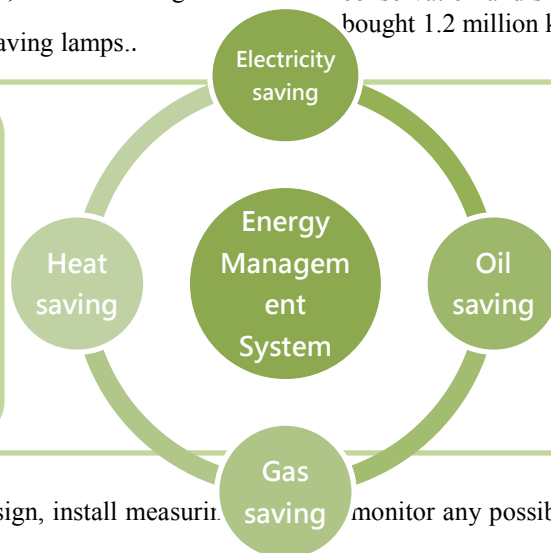 bought 1.2 million
aving lamps..
Electricity
saving
Energy
Managem
ent
System
Heat
saving
Oil
saving
Gas
saving
sign, install measurin
monitor any possib